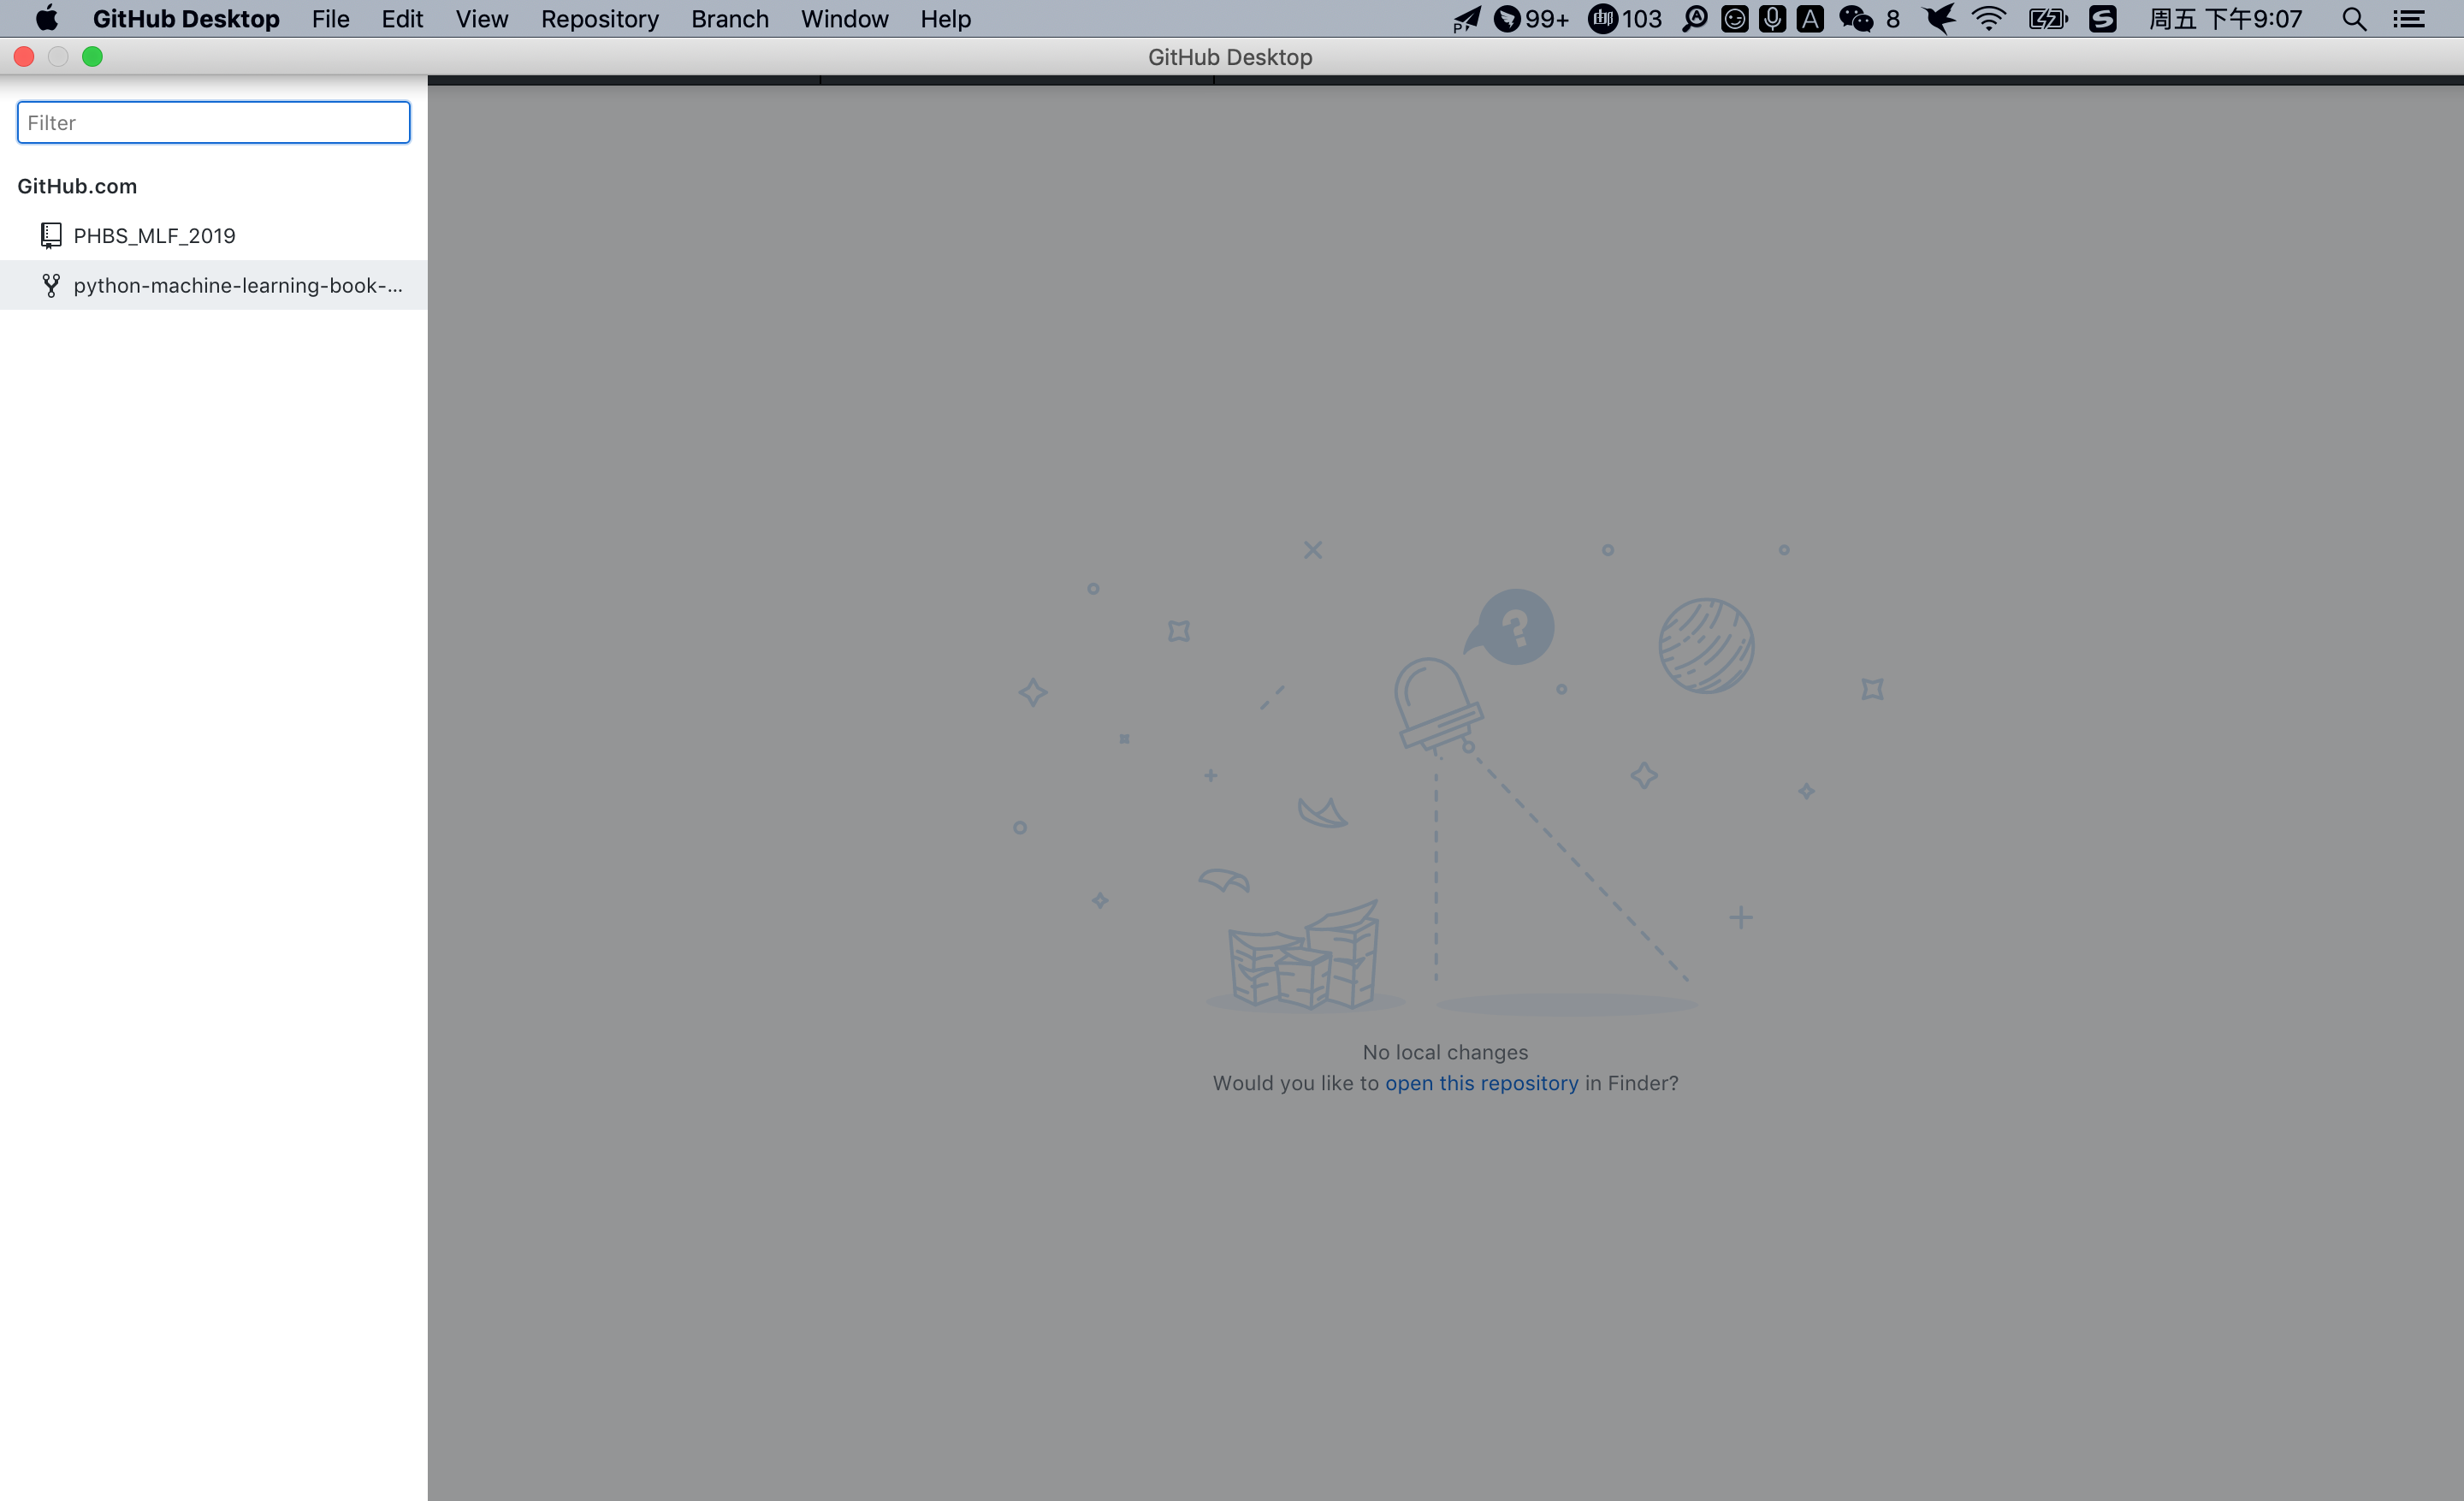 GitHub Desktop File Edit View Repository Branch Window Help 99+ 103 A 8 周五 下午9:07
GitHub Desktop
Filter
GitHub.com
PHBS_MLF_2019
python-machine-learning-book-...
?
No local changes
Would you like to open this repository in Finder?